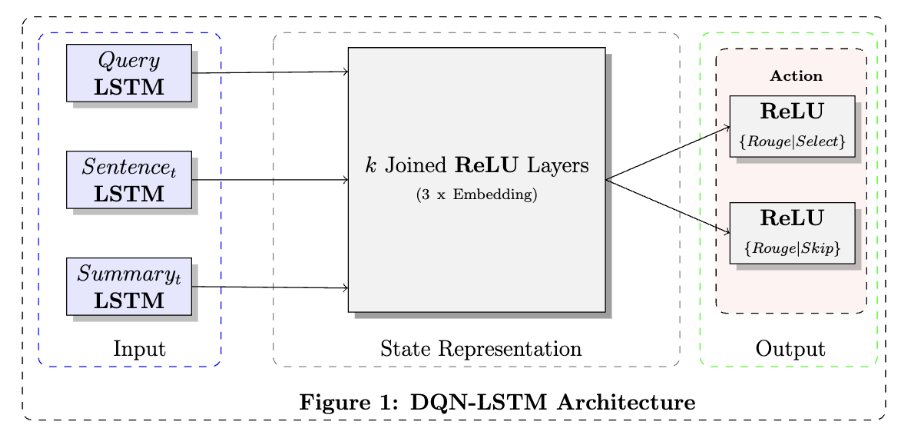 Query
LSTM
Sentence_t
LSTM
Summary_t
LSTM
Input
k Joined ReLU Layers
(3 x Embedding)
State Representation
Action
ReLU
{Rouge|Select}
ReLU
{Rouge|Skip}
Output
Figure 1: DQN-LSTM Architecture